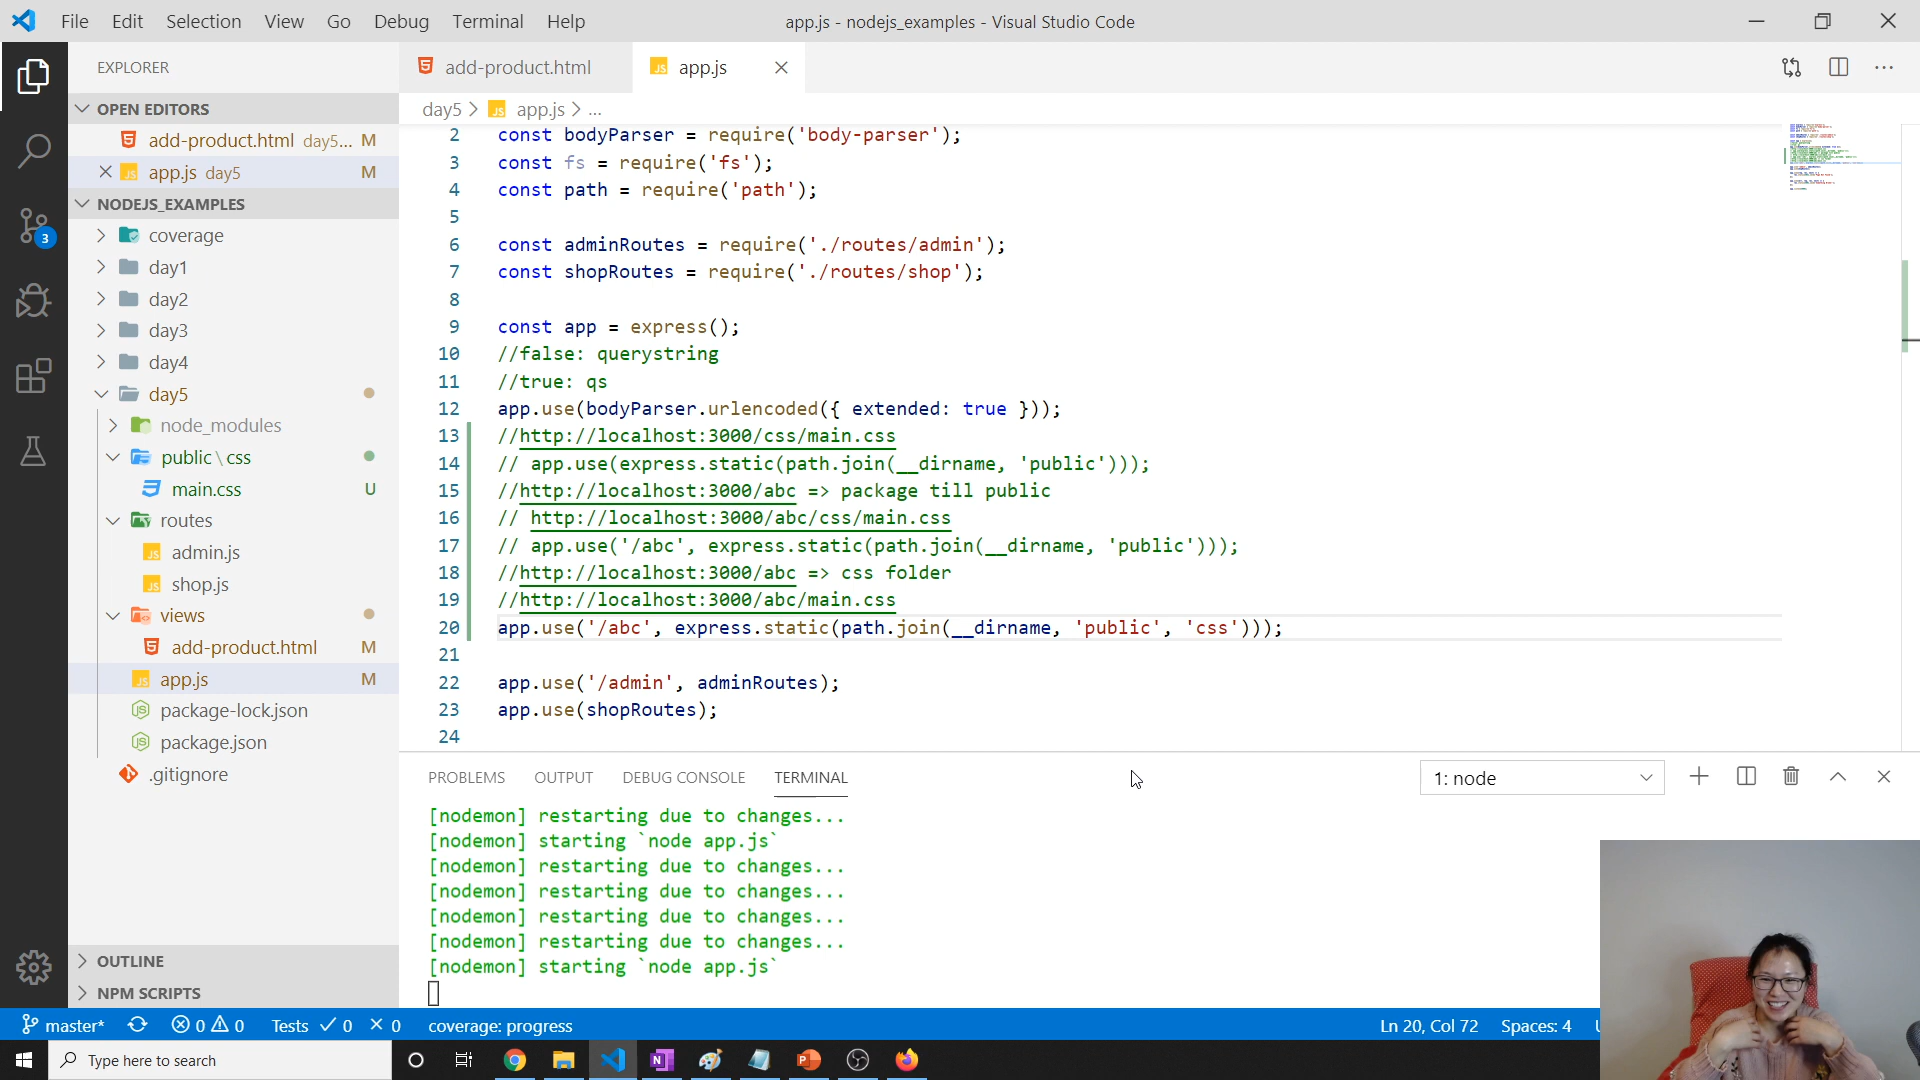 File Edit Selection View Go Debug Terminal Help
app.js - nodejs_examples - Visual Studio Code
EXPLORER
OPEN EDITORS
add-product.html day5... M
app.js day5 M
NODEJS_EXAMPLES
coverage
day1
day2
day3
day4
day5
node_modules
public \ css
main.css U
routes
admin.js
shop.js
views
add-product.html M
app.js M
package-lock.json
package.json
.gitignore
OUTLINE
NPM SCRIPTS
3
add-product.html
app.js
day5 > app.js > ...
2 const bodyParser = require('body-parser');
3 const fs = require('fs');
4 const path = require('path');
5
6 const adminRoutes = require('./routes/admin');
7 const shopRoutes = require('./routes/shop');
8
9 const app = express();
10 //false: querystring
11 //true: qs
12 app.use(bodyParser.urlencoded({ extended: true }));
13 //http://localhost:3000/css/main.css
14 // app.use(express.static(path.join(__dirname, 'public')));
15 //http://localhost:3000/abc => package till public
16 // http://localhost:3000/abc/css/main.css
17 // app.use('/abc', express.static(path.join(__dirname, 'public')));
18 //http://localhost:3000/abc => css folder
19 //http://localhost:3000/abc/main.css
20 app.use('/abc', express.static(path.join(__dirname, 'public', 'css')));
21
22 app.use('/admin', adminRoutes);
23 app.use(shopRoutes);
24
PROBLEMS OUTPUT DEBUG CONSOLE TERMINAL
1: node
[nodemon] restarting due to changes...
[nodemon] starting `node app.js`
[nodemon] restarting due to changes...
[nodemon] restarting due to changes...
[nodemon] restarting due to changes...
[nodemon] restarting due to changes...
[nodemon] starting `node app.js`
master* 0 0 Tests 0 0 coverage: progress
Ln 20, Col 72 Spaces: 4
Type here to search